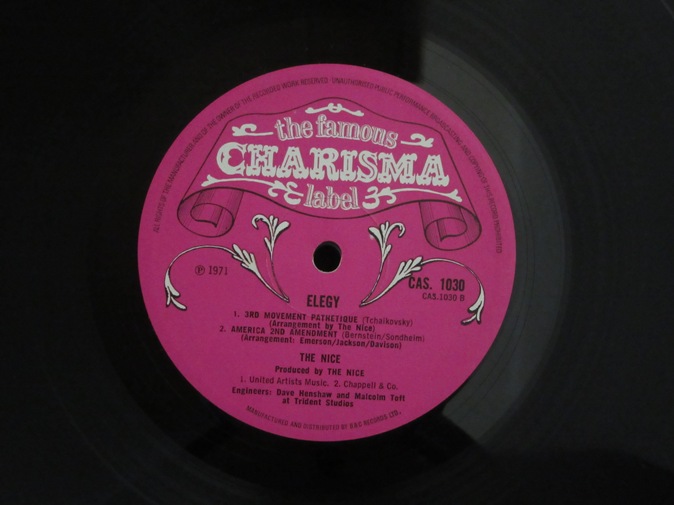 ALL RIGHTS OF THE MANUFACTURER AND OF THE OWNER OF THE RECORDED WORK RESERVED · UNAUTHORISED PUBLIC PERFORMANCE BROADCASTING AND COPYING OF THIS RECORD PROHIBITED
the famous
CHARISMA
label
℗ 1971
CAS. 1030
CAS.1030 B
ELEGY
1. 3RD MOVEMENT PATHETIQUE (Tchaikovsky)
(Arrangement by The Nice)
2. AMERICA 2ND AMENDMENT (Bernstein/Sondheim)
(Arrangement: Emerson/Jackson/Davison)
THE NICE
Produced by THE NICE
1. United Artists Music. 2. Chappell & Co.
Engineers: Dave Henshaw and Malcolm Toft
at Trident Studios
MANUFACTURED AND DISTRIBUTED BY B&C RECORDS LTD.